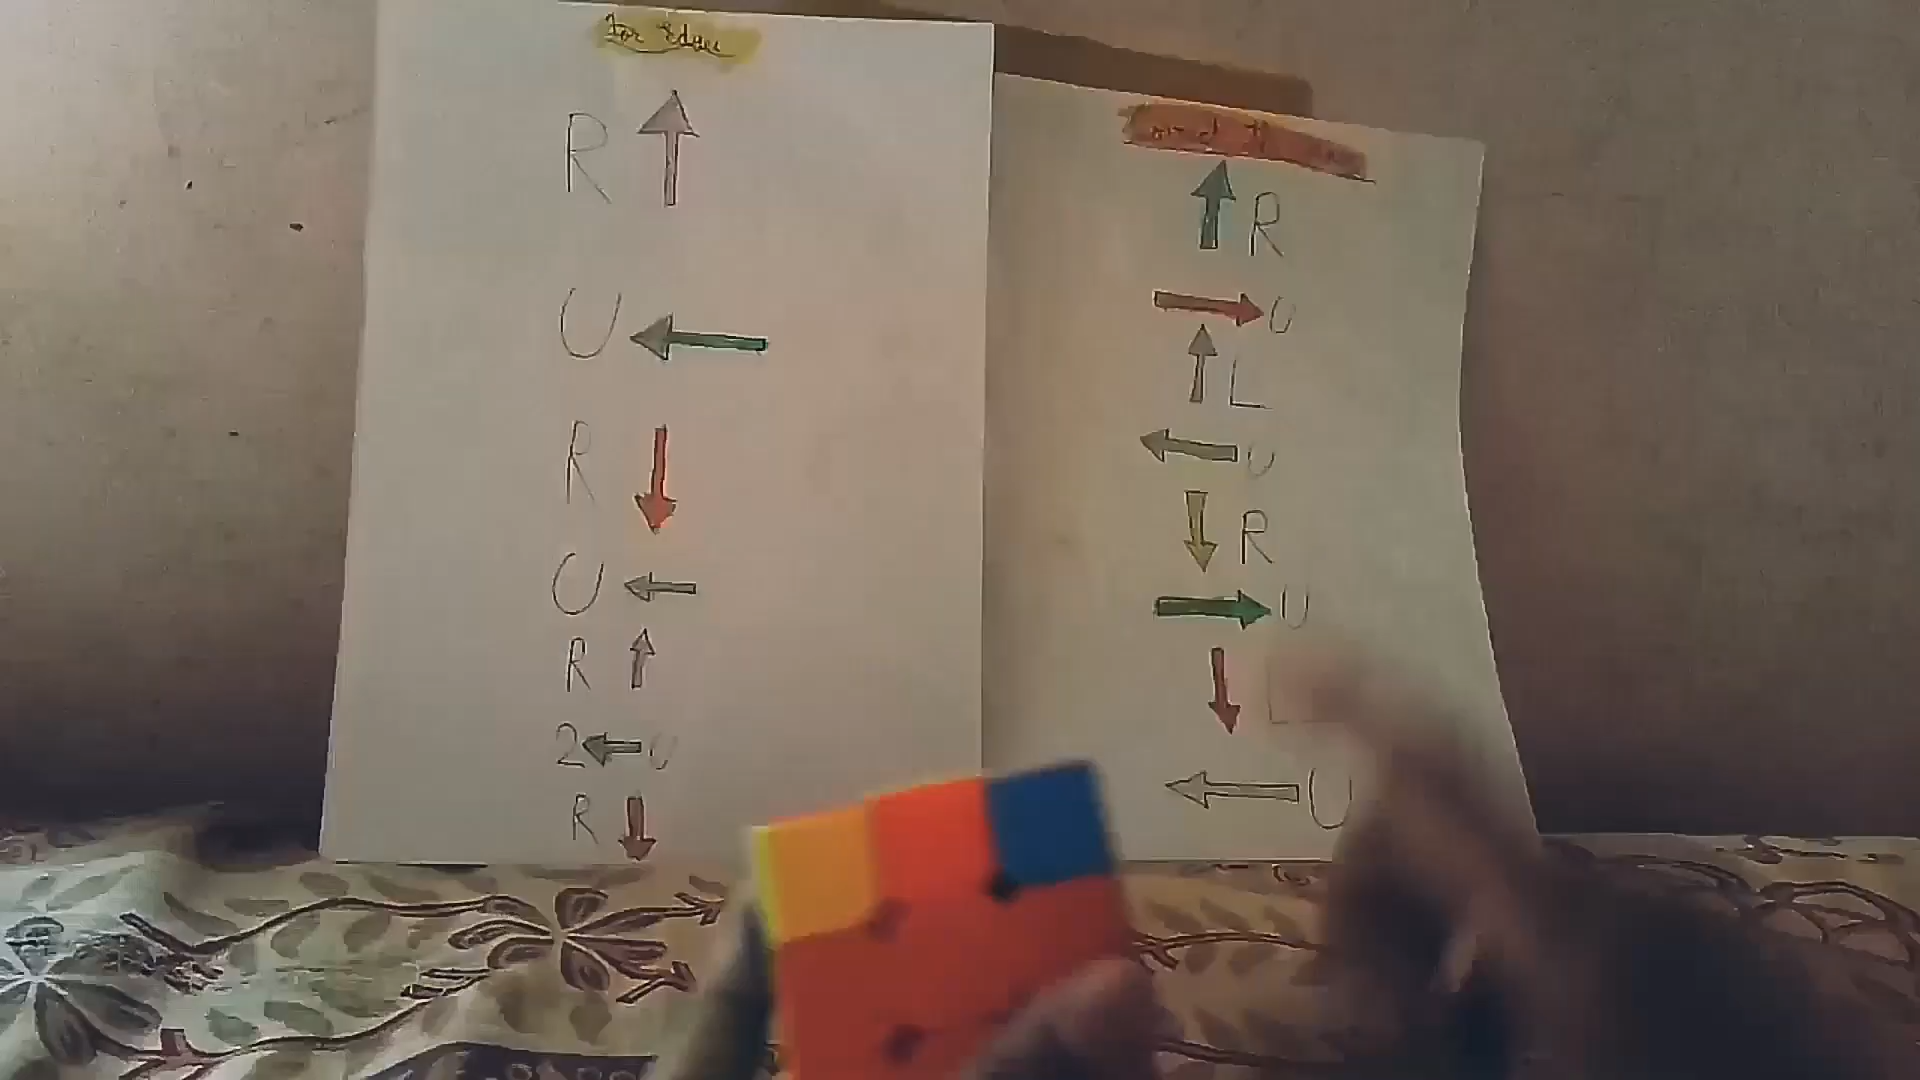 For Edges
R ↑
U ←
R ↓
U ←
R ↑
2 ← U
R ↓
↑ R
→ U
↑ L
← U
↓ R
→ U
↓ L
← U